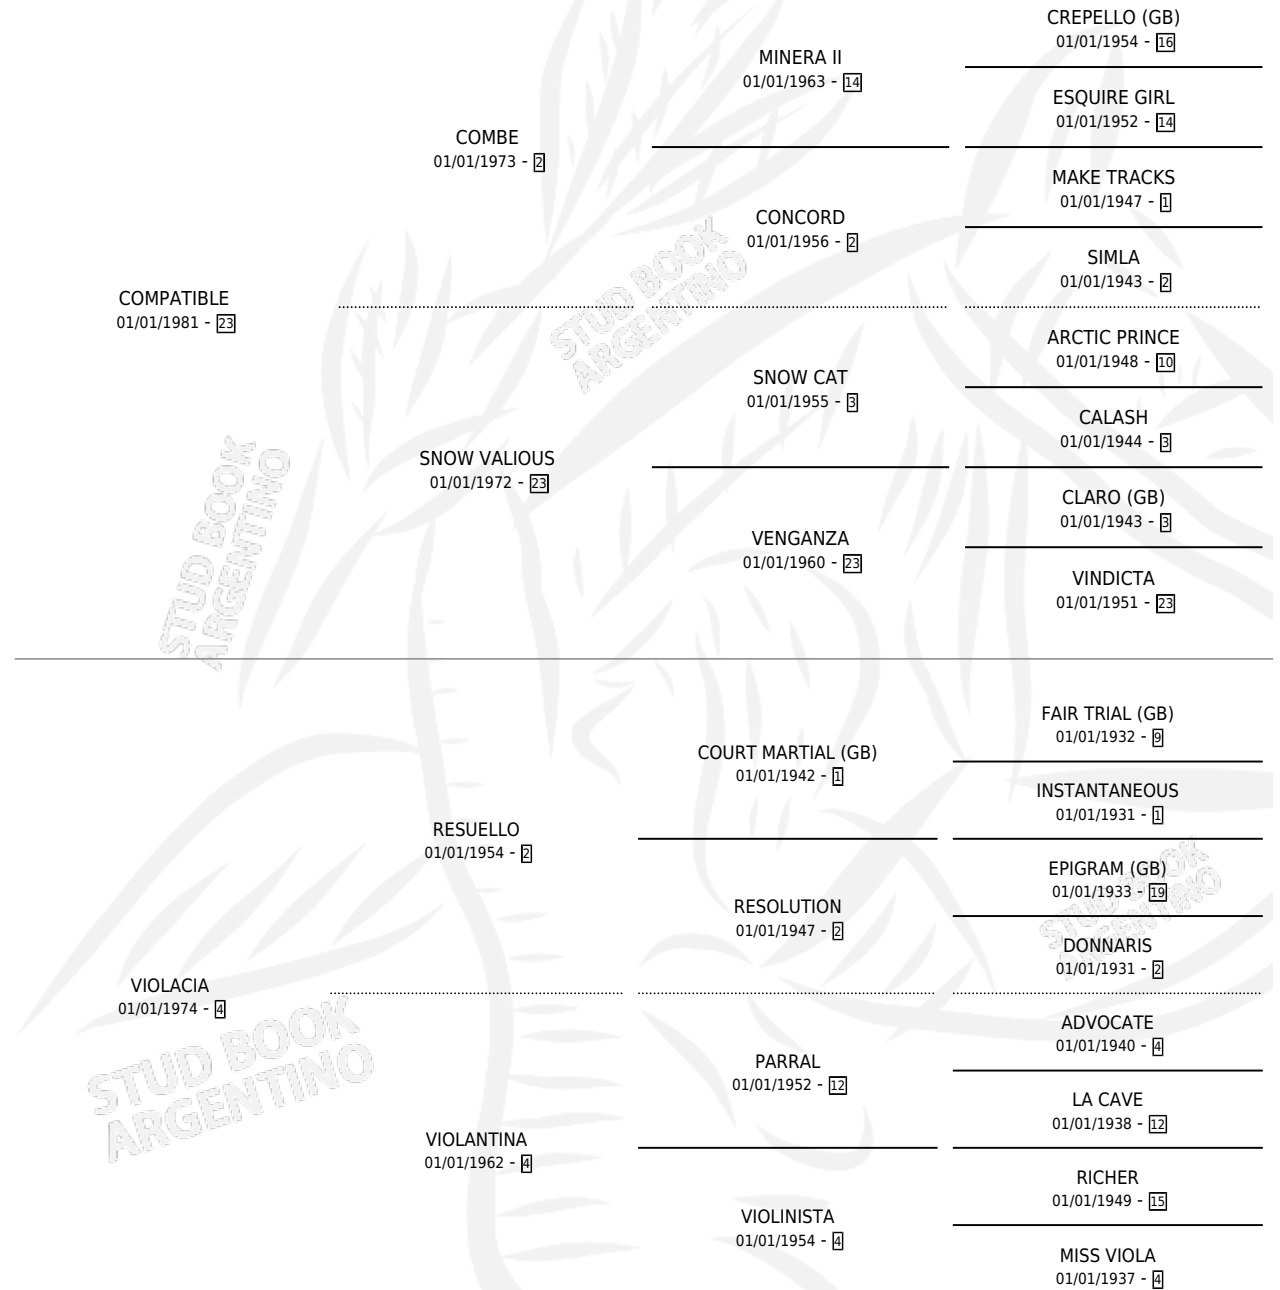 CREPELLO (GB)
01/01/1954 - 16
MINERA II
01/01/1963 - 14
ESQUIRE GIRL
01/01/1952 - 14
COMBE
01/01/1973 - 2
MAKE TRACKS
01/01/1947 - 1
CONCORD
01/01/1956 - 2
SIMLA
01/01/1943 - 2
COMPATIBLE
01/01/1981 - 23
STUD BOOK
ARGENTINO
ARCTIC PRINCE
01/01/1948 - 10
SNOW CAT
01/01/1955 - 3
CALASH
01/01/1944 - 3
SNOW VALIOUS
01/01/1972 - 23
CLARO (GB)
01/01/1943 - 3
VENGANZA
01/01/1960 - 23
VINDICTA
01/01/1951 - 23
STUD BOOK
ARGENTINO
FAIR TRIAL (GB)
01/01/1932 - 9
COURT MARTIAL (GB)
01/01/1942 - 1
INSTANTANEOUS
01/01/1931 - 1
RESUELLO
01/01/1954 - 2
EPIGRAM (GB)
01/01/1933 - 19
RESOLUTION
01/01/1947 - 2
DONNARIS
01/01/1931 - 2
STUD BOOK
ARGENTINO
VIOLACIA
01/01/1974 - 4
ADVOCATE
01/01/1940 - 4
PARRAL
01/01/1952 - 12
LA CAVE
01/01/1938 - 12
STUD BOOK
ARGENTINO
VIOLANTINA
01/01/1962 - 4
RICHER
01/01/1949 - 15
VIOLINISTA
01/01/1954 - 4
MISS VIOLA
01/01/1937 - 4